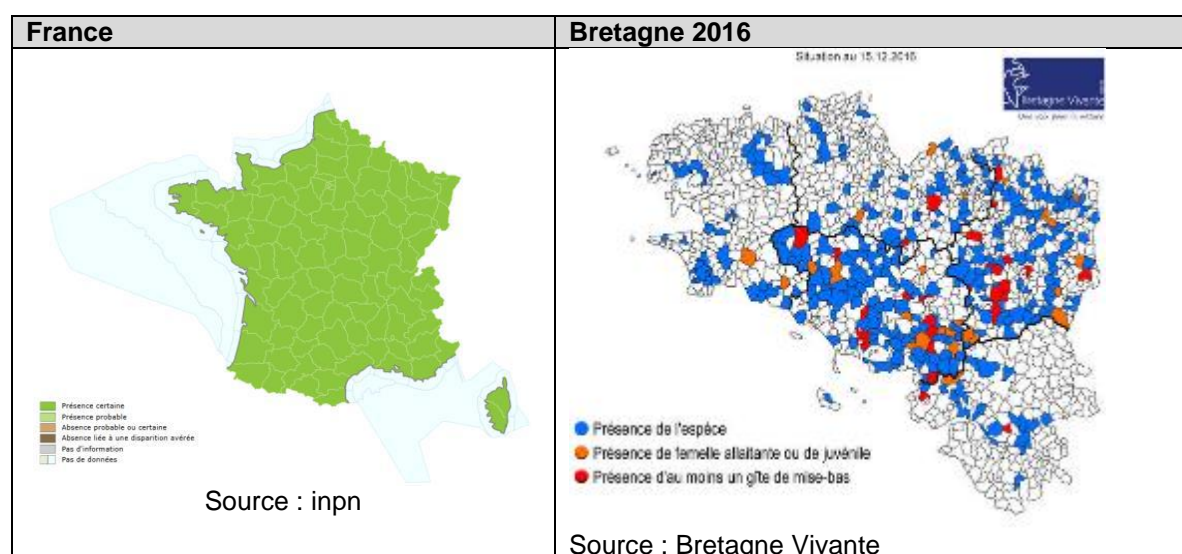 France
Bretagne 2016
Situation au 15.12.2016
Bretagne Vivante
Présence certaine
Présence probable
Absence probable ou certaine
Absence liée à une disparition avérée
Pas d'information
Pas de données
Source : inpn
Présence de l'espèce
Présence de femelle allaitante ou de juvénile
Présence d'au moins un gîte de mise-bas
Source : Bretagne Vivante